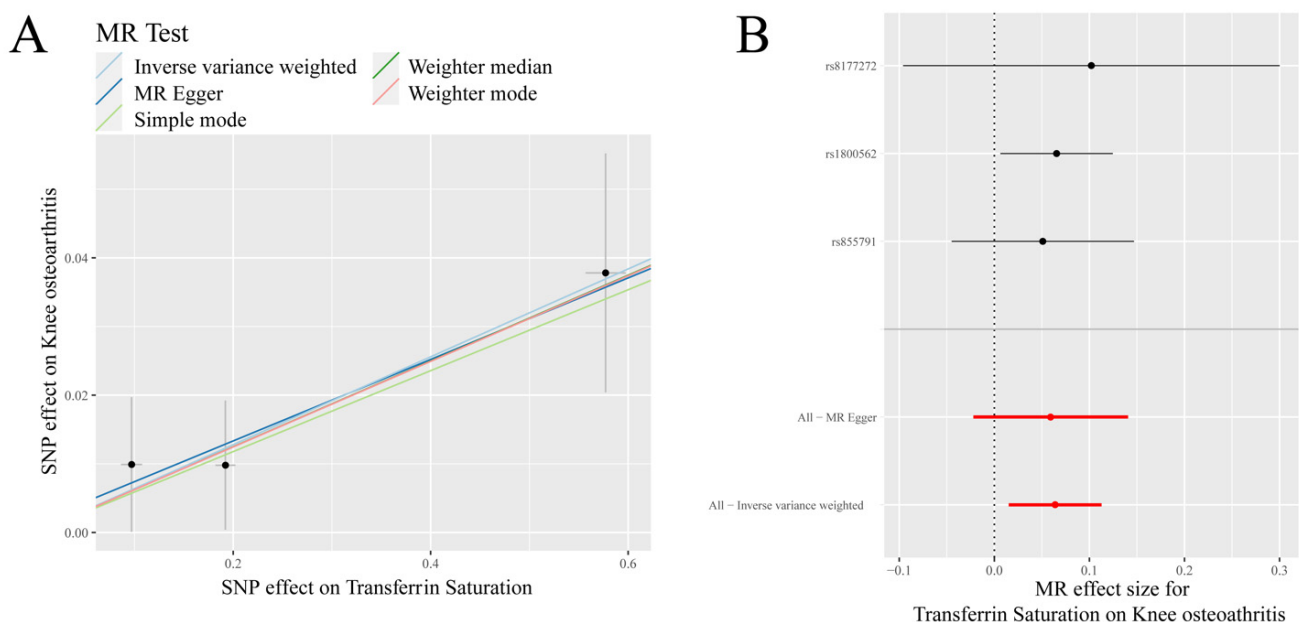 A
MR Test
Inverse variance weighted
MR Egger
Simple mode
Weighter median
Weighter mode
SNP effect on Knee osteoarthritis
0.04
0.02
0.00
0.2
0.4
0.6
SNP effect on Transferrin Saturation
B
rs8177272
rs1800562
rs855791
All − MR Egger
All − Inverse variance weighted
−0.1
0.0
0.1
0.2
0.3
MR effect size for
Transferrin Saturation on Knee osteoathritis